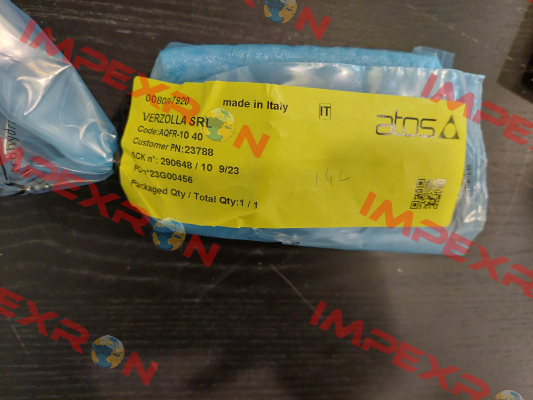 008007920
made in Italy
IT
atos
VERZOLLA SRL
Code:AQFR-10 40
Customer PN:23788
ACK n°: 290648 / 10 9/23
23G00456
Packaged Qty / Total Qty:1 / 1
IMPEXRON
IMPEXRON
IMPEXRON
IMPEXRON